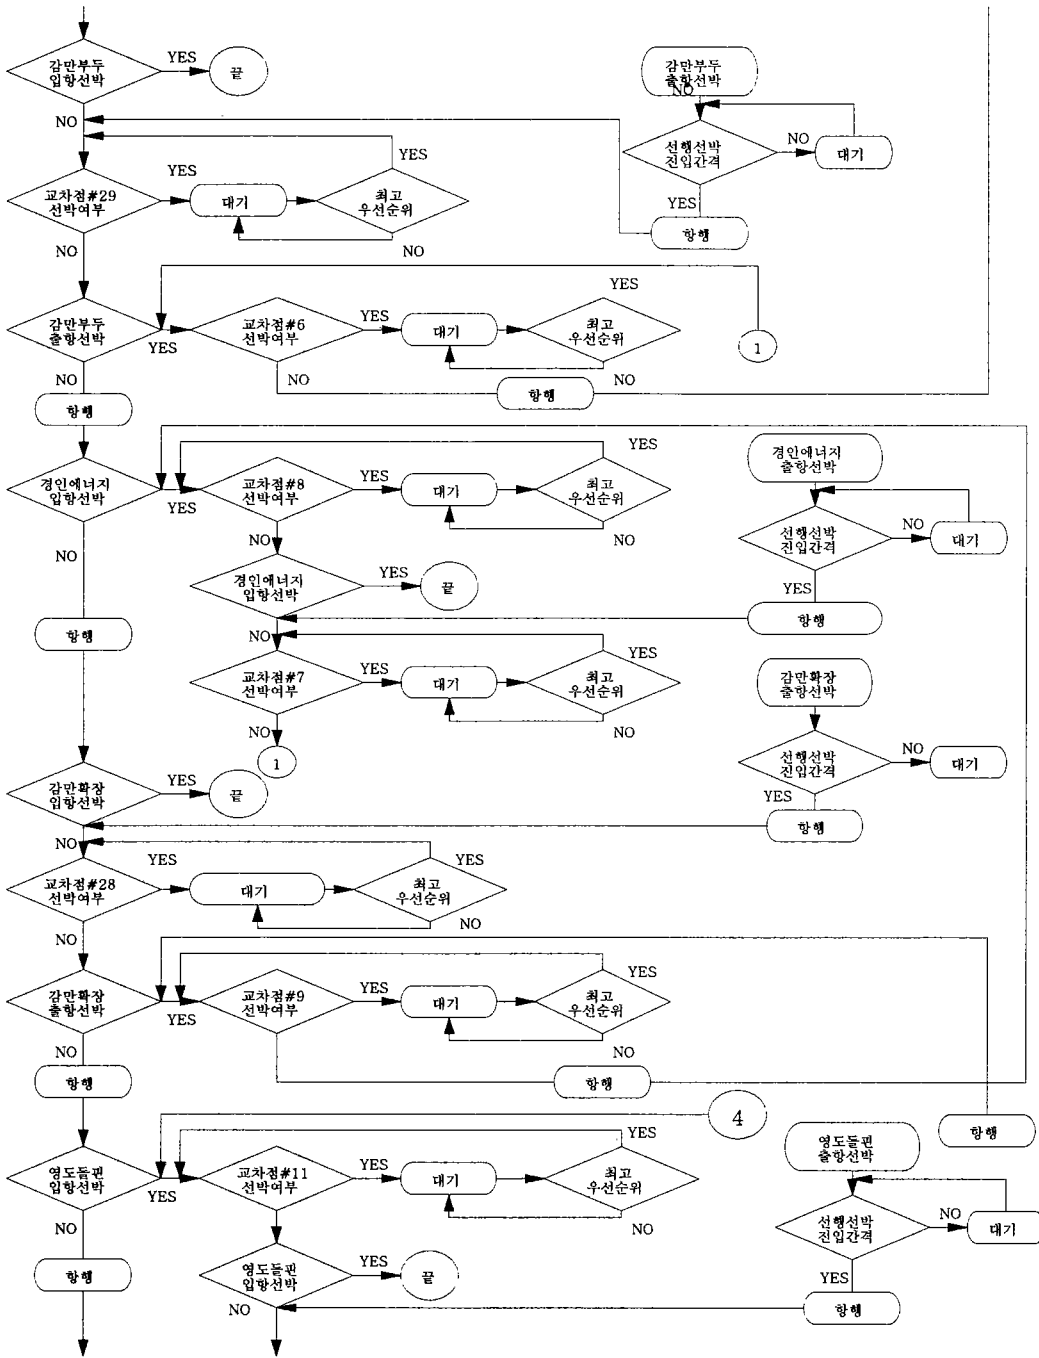 감만부두
입항선박
YES
끝
NO
감만부두
출항선박
NO
선행선박
진입간격
NO
대기
YES
항행
교차점#29
선박여부
YES
대기
최고
우선순위
YES
NO
NO
감만부두
출항선박
YES
교차점#6
선박여부
YES
대기
최고
우선순위
YES
NO
1
NO
항행
NO
항행
경인에너지
입항선박
YES
교차점#8
선박여부
YES
대기
최고
우선순위
YES
NO
경인에너지
출항선박
선행선박
진입간격
NO
대기
YES
항행
NO
NO
경인에너지
입항선박
YES
끝
항행
NO
교차점#7
선박여부
YES
대기
최고
우선순위
YES
NO
NO
1
감만확장
출항선박
선행선박
진입간격
NO
대기
YES
항행
감만확장
입항선박
YES
끝
NO
교차점#28
선박여부
YES
대기
최고
우선순위
YES
NO
NO
감만확장
출항선박
YES
교차점#9
선박여부
YES
대기
최고
우선순위
YES
NO
항행
NO
항행
4
항행
영도돌핀
입항선박
YES
교차점#11
선박여부
YES
대기
최고
우선순위
YES
NO
영도돌핀
출항선박
선행선박
진입간격
NO
대기
YES
항행
NO
항행
영도돌핀
입항선박
YES
끝
NO